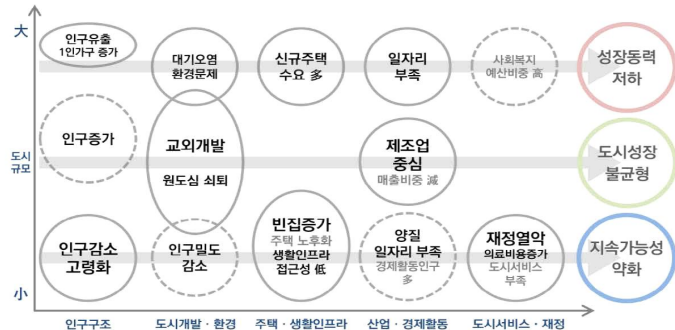 大
인구유출
1인가구 증가
대기오염
환경문제
신규주택
수요 多
일자리
부족
사회복지
예산비중 高
성장동력
저하
도시
규모
인구증가
교외개발
원도심 쇠퇴
제조업
중심
매출비중 減
도시성장
불균형
小
인구감소
고령화
인구밀도
감소
빈집증가
주택 노후화
생활인프라
접근성 低
양질
일자리 부족
경제활동인구
多
재정열악
의료비용증가
도시서비스
부족
지속가능성
약화
인구구조
도시개발 · 환경
주택 · 생활인프라
산업 · 경제활동
도시서비스 · 재정